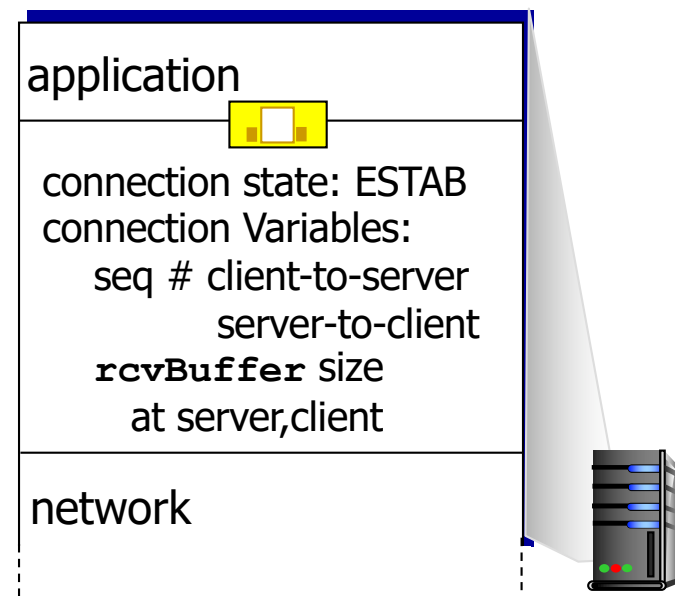 application
connection state: ESTAB
connection Variables:
seq # client-to-server
server-to-client
rcvBuffer size
at server,client
network